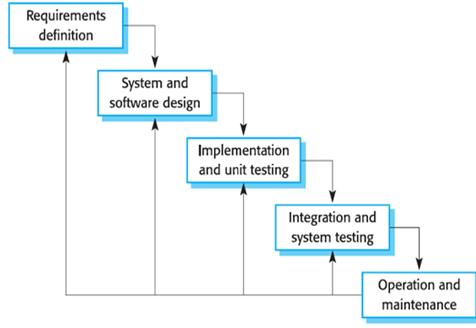 Requirements
definition
System and
software design
Implementation
and unit testing
Integration and
system testing
Operation and
maintenance